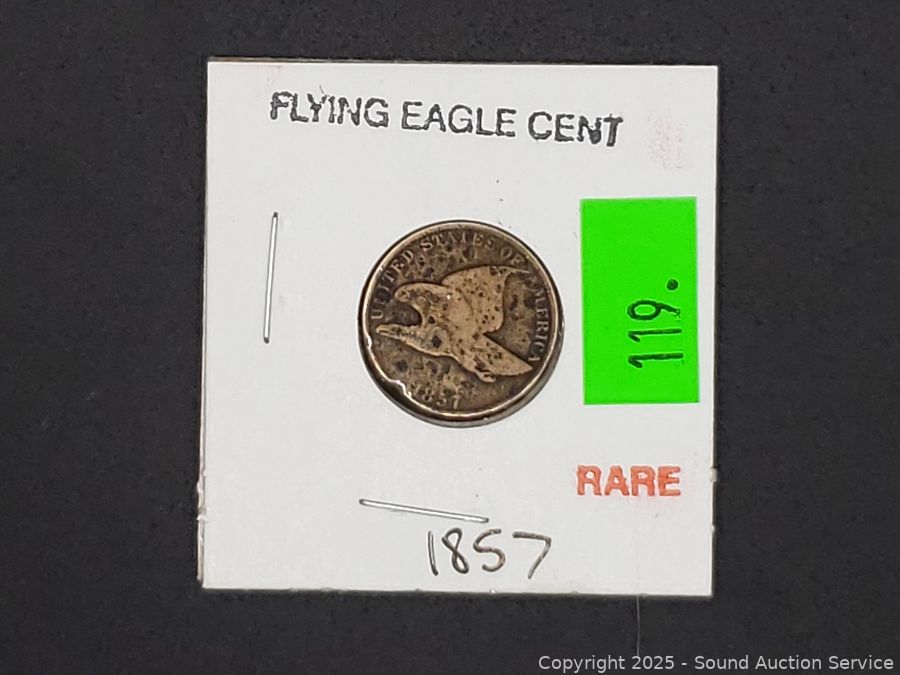 FLYING EAGLE CENT
UNITED STATES OF AMERICA
1857
119.
RARE
1857
Copyright © 2025 - Sound Auction Service